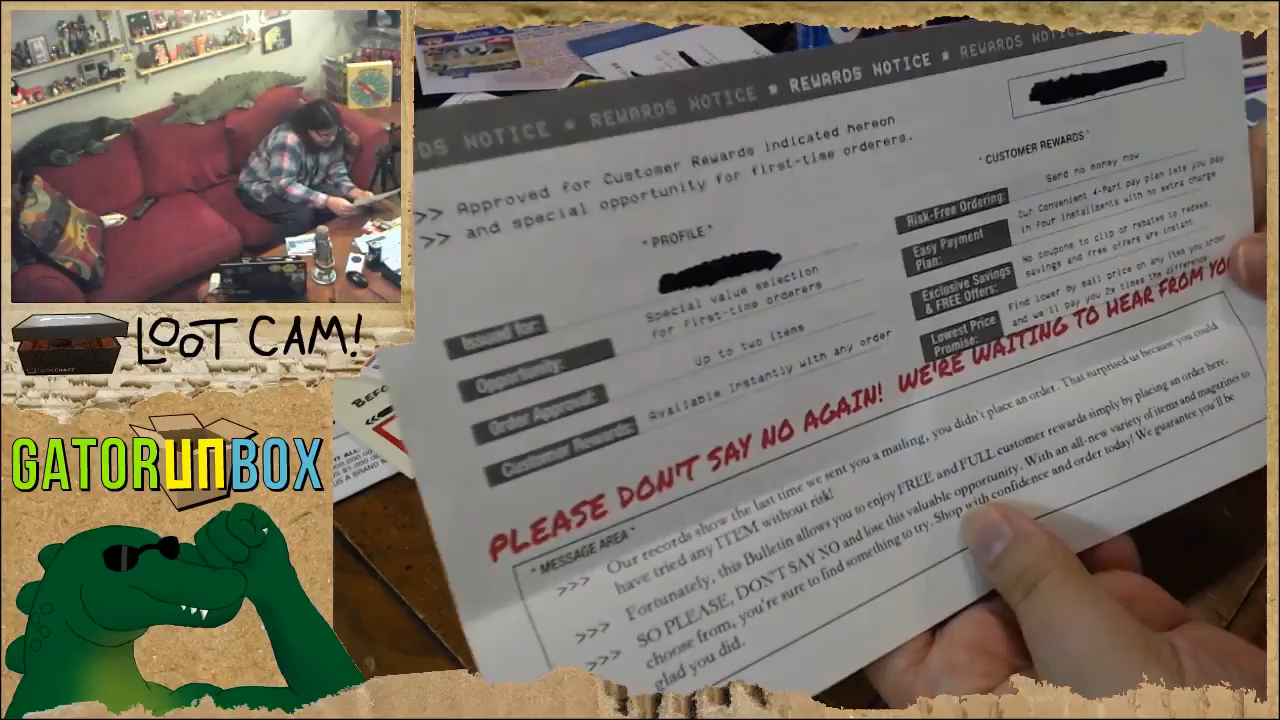 DS NOTICE * REWARDS NOTICE * REWARDS NOTICE * REWARDS NOTICE
>> Approved for Customer Rewards indicated hereon
>> and special opportunity for first-time orderers.
" PROFILE "
Issued for:
Opportunity: Special value selection
for first-time orderers
Order Approval: Up to two items
Customer Rewards: Available instantly with any order
" CUSTOMER REWARDS "
Risk-Free Ordering: Send no money now
Easy Payment Plan: Our Convenient 4-Part pay plan lets you pay
in four installments with no extra charge
Exclusive Savings & FREE Offers: No coupons to clip or rebates to redeem,
savings and free offers are instant
Lowest Price Promise: Find lower by mail price on any item you order
and we'll pay you 2x times the difference
PLEASE DON'T SAY NO AGAIN! WE'RE WAITING TO HEAR FROM YOU
" MESSAGE AREA "
>>> Our records show the last time we sent you a mailing, you didn't place an order. That surprised us because you could
have tried any ITEM without risk!
>>> Fortunately, this Bulletin allows you to enjoy FREE and FULL customer rewards simply by placing an order here.
>>> SO PLEASE, DON'T SAY NO and lose this valuable opportunity. With an all-new variety of items and magazines to
choose from, you're sure to find something to try. Shop with confidence and order today! We guarantee you'll be
glad you did.
LOOT CAM!
GATORUNBOX